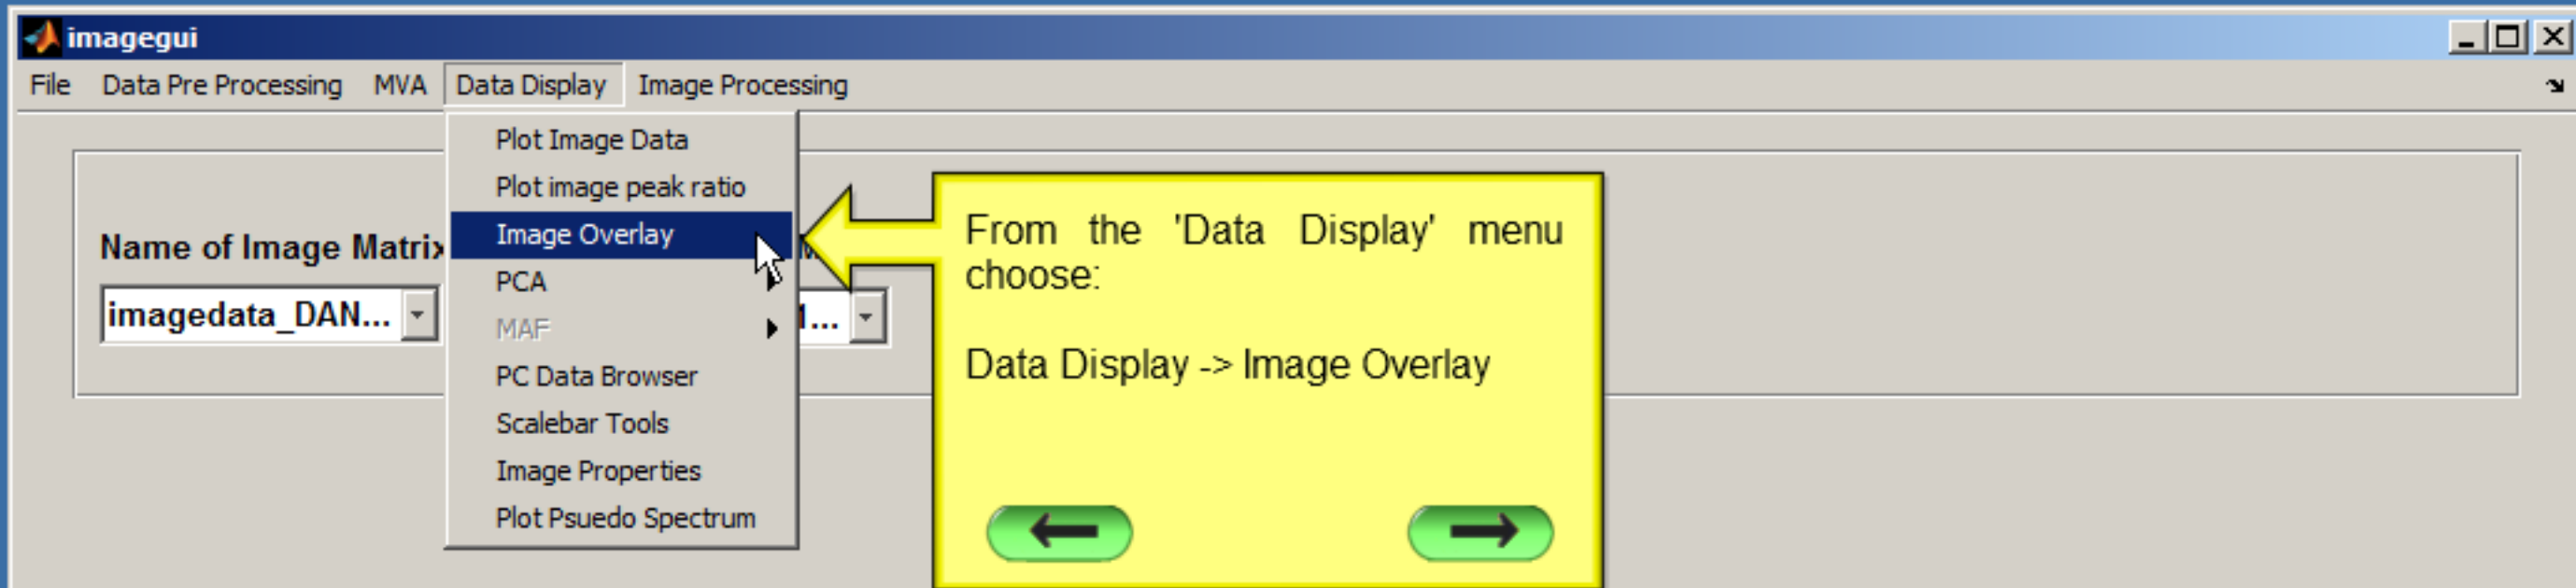 imagegui
File Data Pre Processing MVA Data Display Image Processing
Plot Image Data
Plot image peak ratio
Image Overlay
PCA
MAF
PC Data Browser
Scalebar Tools
Image Properties
Plot Psuedo Spectrum
Name of Image Matrix
imagedata_DAN...
1...
From the 'Data Display' menu
choose:
Data Display -> Image Overlay